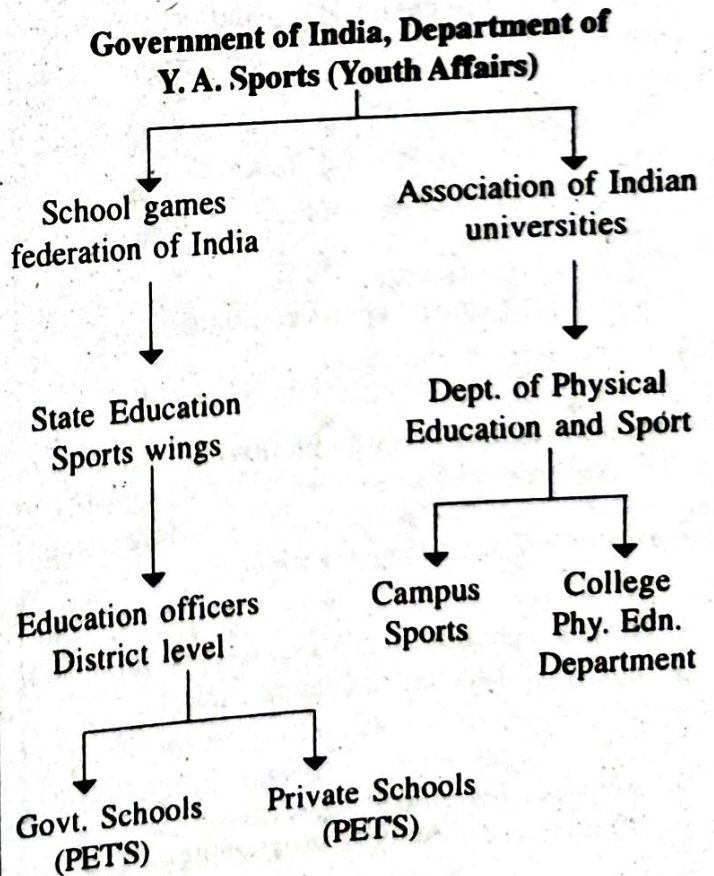 Government of India, Department of
Y. A. Sports (Youth Affairs)
School games
federation of India
Association of Indian
universities
State Education
Sports wings
Dept. of Physical
Education and Sport
Education officers
District level
Campus
Sports
College
Phy. Edn.
Department
Govt. Schools
(PET'S)
Private Schools
(PET'S)